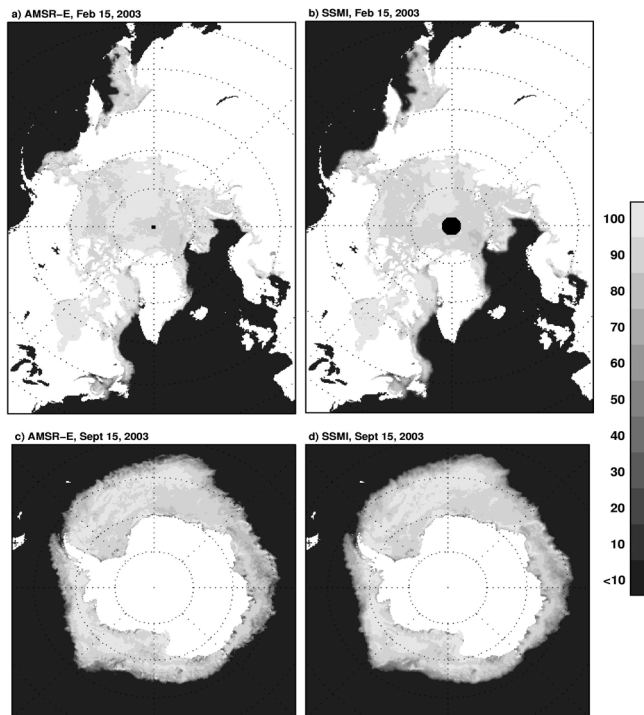 a) AMSR−E, Feb 15, 2003
b) SSMI, Feb 15, 2003
100
90
80
70
60
50
40
30
20
10
<10
c) AMSR−E, Sept 15, 2003
d) SSMI, Sept 15, 2003